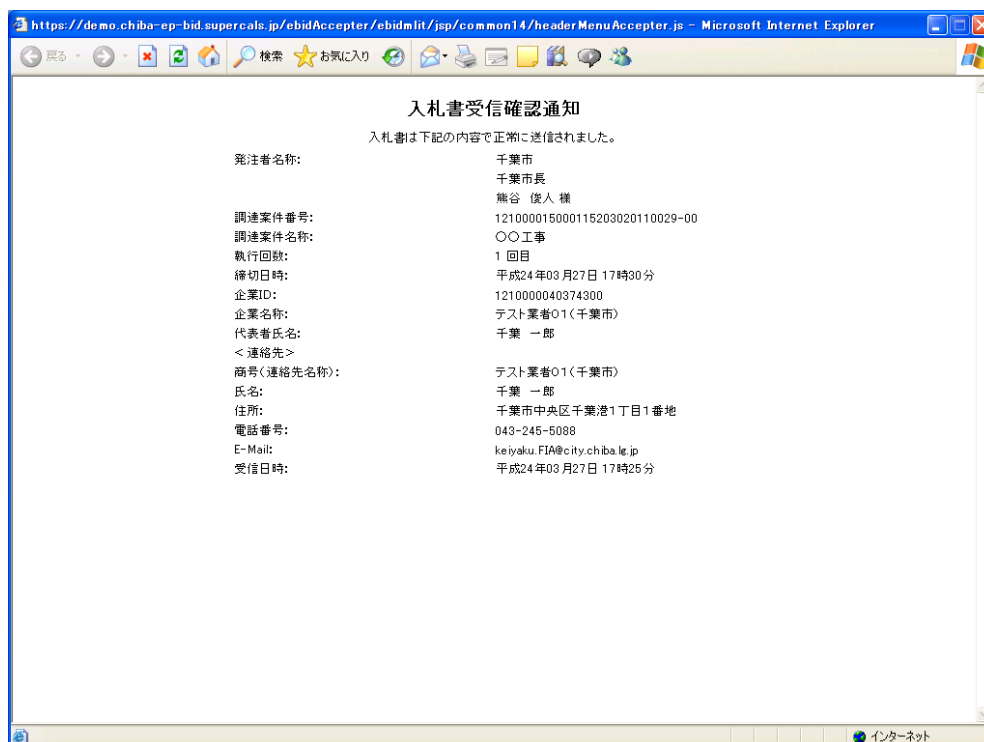 https://demo.chiba-ep-bid.supercals.jp/ebidAccepter/ebidmlit/jsp/common14/headerMenuAccepter.js - Microsoft Internet Explorer
戻る 検索 お気に入り
入札書受信確認通知
入札書は下記の内容で正常に送信されました。
発注者名称: 千葉市
千葉市長
熊谷 俊人 様
調達案件番号: 121000015000115203020110029-00
調達案件名称: 〇〇工事
執行回数: 1 回目
締切日時: 平成24年03月27日 17時30分
企業ID: 1210000040374300
企業名称: テスト業者01(千葉市)
代表者氏名: 千葉 一郎
<連絡先>
商号(連絡先名称): テスト業者01(千葉市)
氏名: 千葉 一郎
住所: 千葉市中央区千葉港1丁目1番地
電話番号: 043-245-5088
E-Mail: keiyaku.FIA@city.chiba.lg.jp
受信日時: 平成24年03月27日 17時25分
インターネット